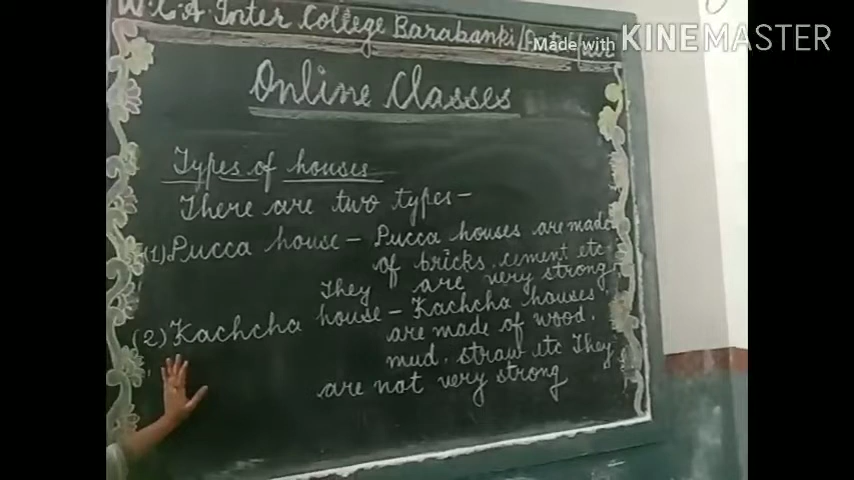 W.C.A. Inter College Barabanki
Made with KINEMASTER
Online Classes
Types of houses
There are two types -
(1) Pucca house - Pucca houses are made
of bricks, cement etc.
They are very strong
(2) Kachcha house - Kachcha houses
are made of wood,
mud, straw etc They
are not very strong